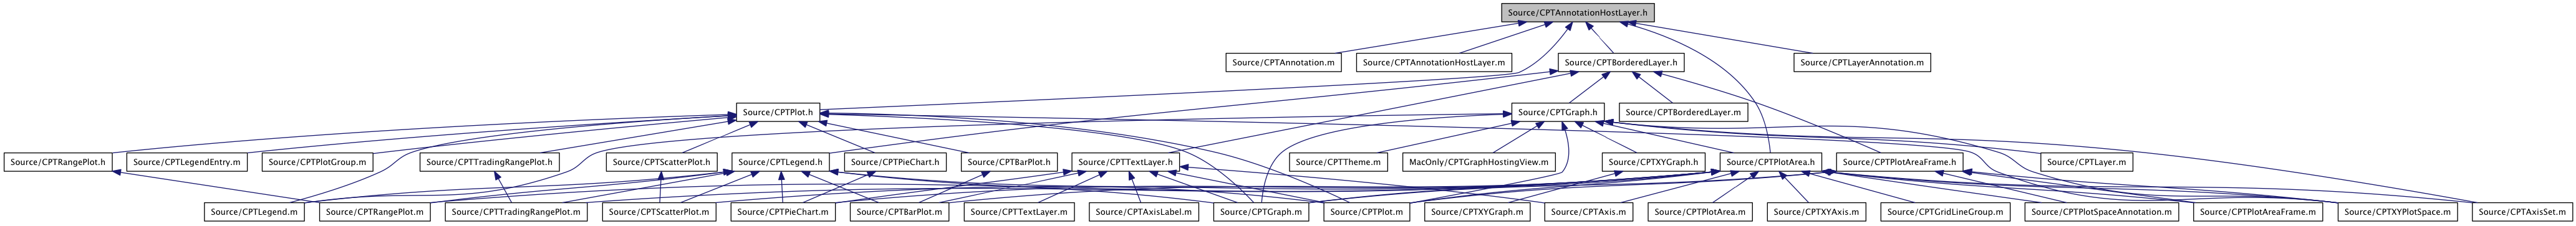 Source/CPTAnnotationHostLayer.h
Source/CPTAnnotation.m
Source/CPTAnnotationHostLayer.m
Source/CPTBorderedLayer.h
Source/CPTLayerAnnotation.m
Source/CPTPlot.h
Source/CPTGraph.h
Source/CPTBorderedLayer.m
Source/CPTRangePlot.h
Source/CPTLegendEntry.m
Source/CPTPlotGroup.m
Source/CPTTradingRangePlot.h
Source/CPTScatterPlot.h
Source/CPTLegend.h
Source/CPTPieChart.h
Source/CPTBarPlot.h
Source/CPTTextLayer.h
Source/CPTTheme.m
MacOnly/CPTGraphHostingView.m
Source/CPTXYGraph.h
Source/CPTPlotArea.h
Source/CPTPlotAreaFrame.h
Source/CPTLayer.m
Source/CPTLegend.m
Source/CPTRangePlot.m
Source/CPTTradingRangePlot.m
Source/CPTScatterPlot.m
Source/CPTPieChart.m
Source/CPTBarPlot.m
Source/CPTTextLayer.m
Source/CPTAxisLabel.m
Source/CPTGraph.m
Source/CPTPlot.m
Source/CPTXYGraph.m
Source/CPTAxis.m
Source/CPTPlotArea.m
Source/CPTXYAxis.m
Source/CPTGridLineGroup.m
Source/CPTPlotSpaceAnnotation.m
Source/CPTPlotAreaFrame.m
Source/CPTXYPlotSpace.m
Source/CPTAxisSet.m